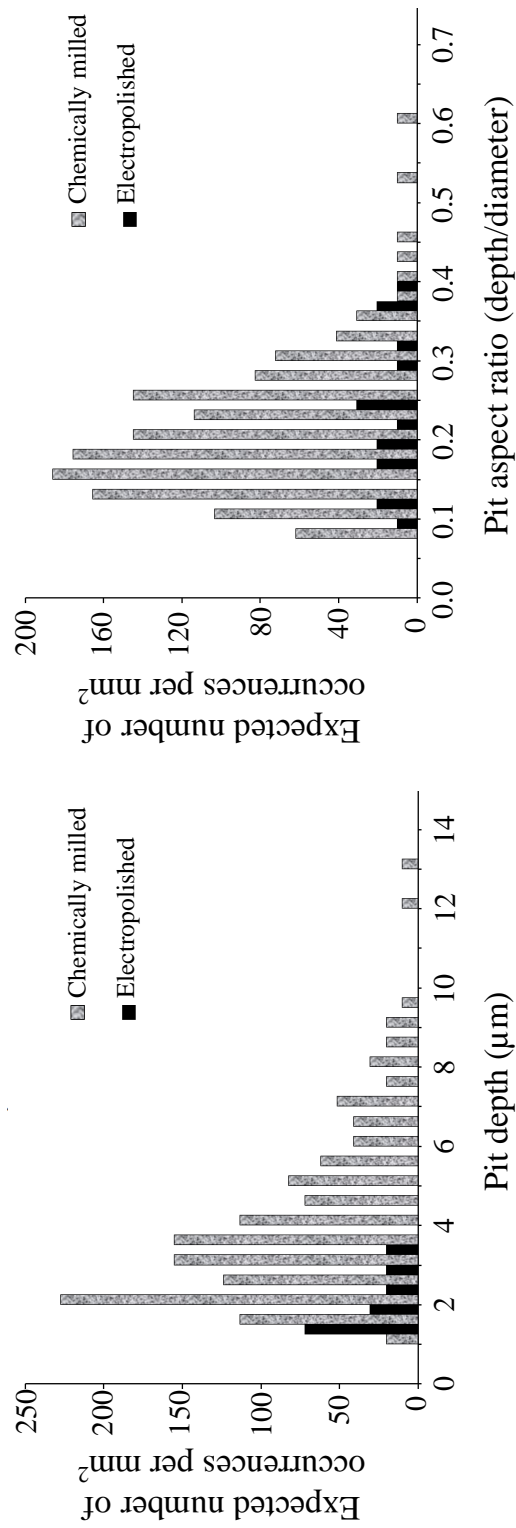 Expected number of
occurrences per mm²
250
200
150
100
50
0
0
2
4
6
8
10
12
14
Pit depth (μm)
Chemically milled
Electropolished
Expected number of
occurrences per mm²
200
160
120
80
40
0
0.0
0.1
0.2
0.3
0.4
0.5
0.6
0.7
Pit aspect ratio (depth/diameter)
Chemically milled
Electropolished